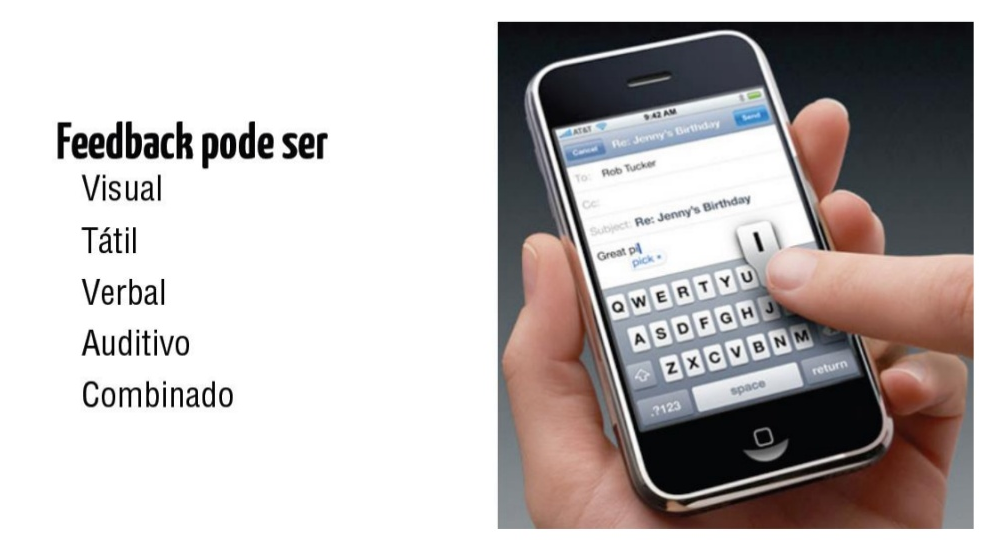 Feedback pode ser
Visual
Tátil
Verbal
Auditivo
Combinado
AT&T 9:42 AM
Cancel Re: Jenny's Birthday Send
To: Rob Tucker
Cc:
Subject: Re: Jenny's Birthday
Great pi
pick
I
Q W E R T Y U
A S D F G H J
Z X C V B N M
.?123 space return